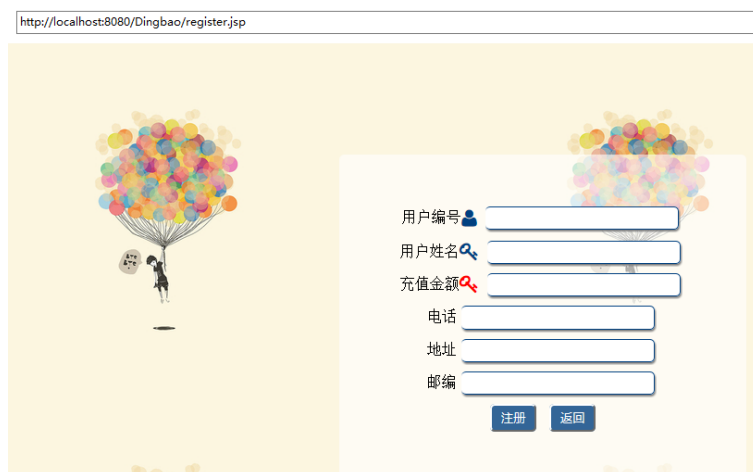 http://localhost:8080/Dingbao/register.jsp
用户编号
用户姓名
充值金额
电话
地址
邮编
注册 返回